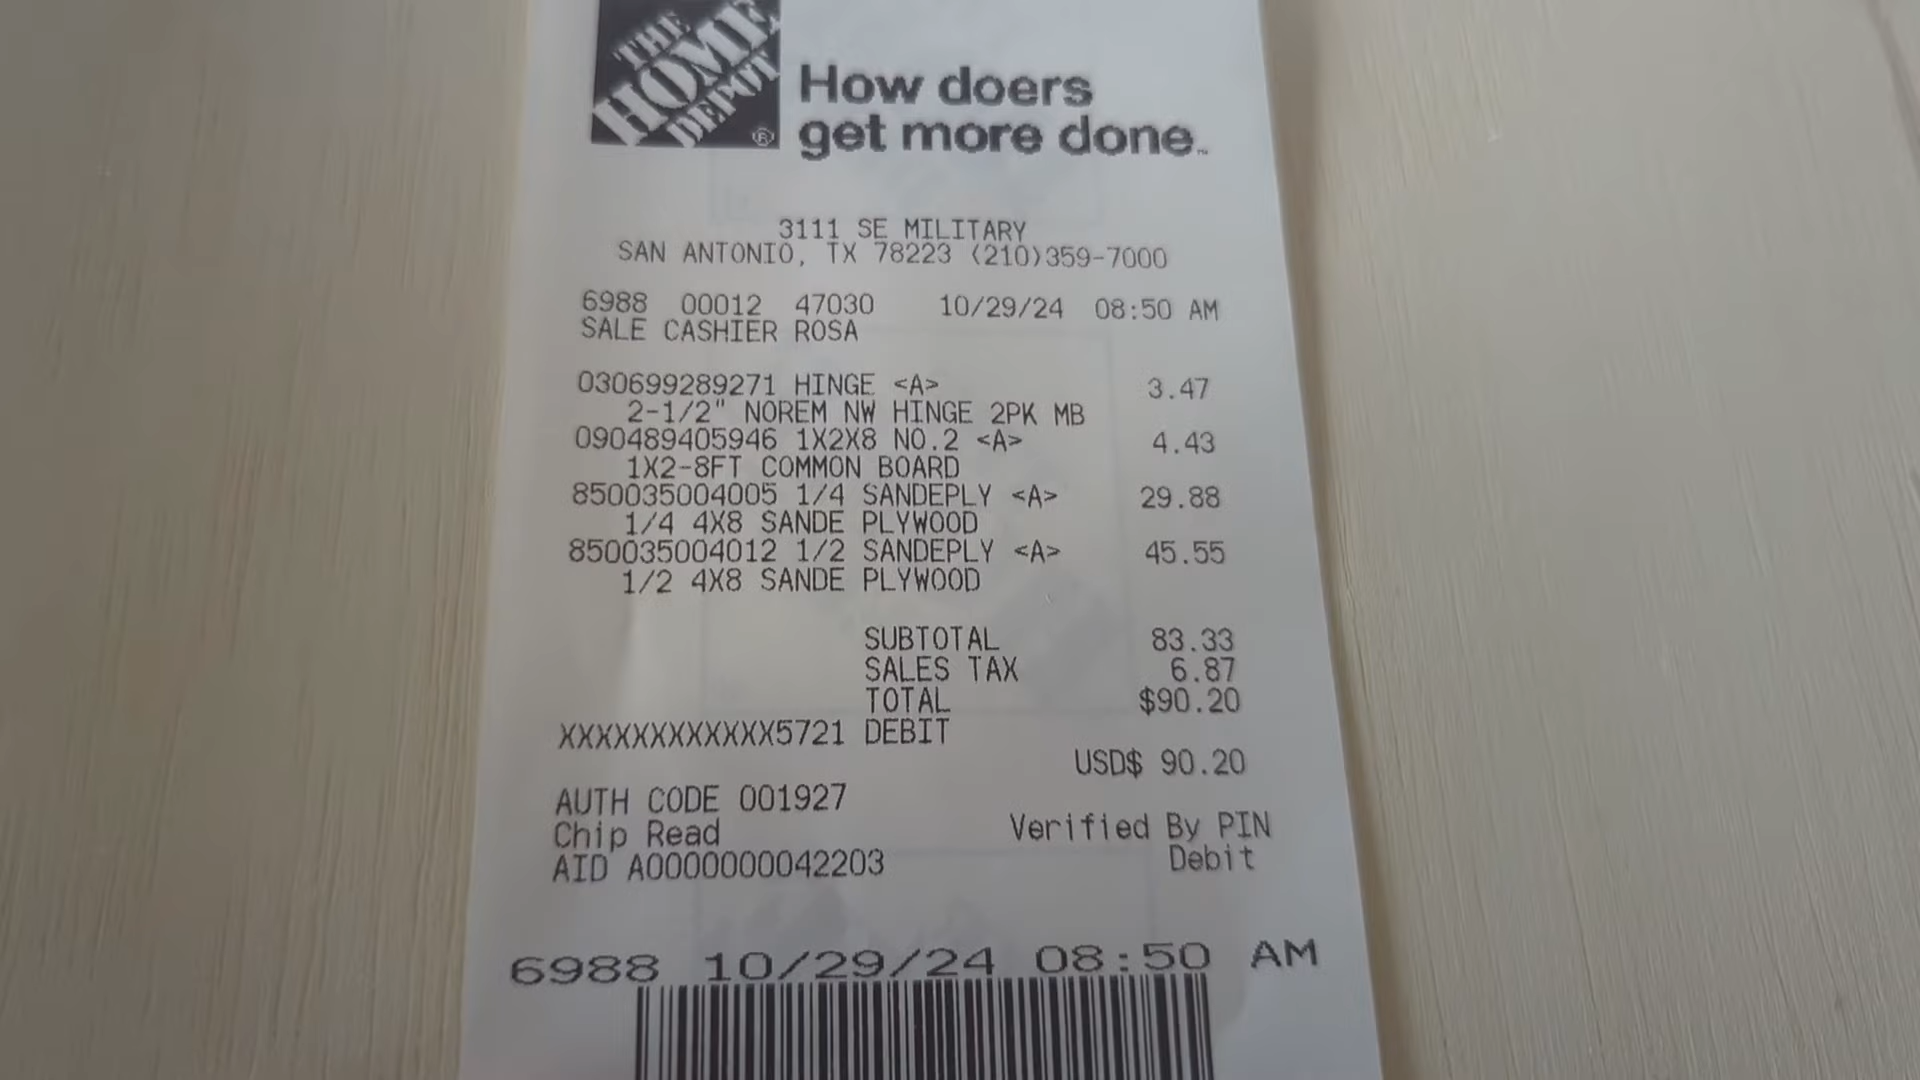 THE
HOME
DEPOT
®
How doers
get more done™
3111 SE MILITARY
SAN ANTONIO, TX 78223 (210)359-7000
6988 00012 47030 10/29/24 08:50 AM
SALE CASHIER ROSA
030699289271 HINGE <A> 3.47
2-1/2" NOREM NW HINGE 2PK MB
090489405946 1X2X8 NO.2 <A> 4.43
1X2-8FT COMMON BOARD
850035004005 1/4 SANDEPLY <A> 29.88
1/4 4X8 SANDE PLYWOOD
850035004012 1/2 SANDEPLY <A> 45.55
1/2 4X8 SANDE PLYWOOD
SUBTOTAL 83.33
SALES TAX 6.87
TOTAL $90.20
XXXXXXXXXXXX5721 DEBIT
USD$ 90.20
AUTH CODE 001927
Chip Read Verified By PIN
AID A0000000042203 Debit
6988 10/29/24 08:50 AM